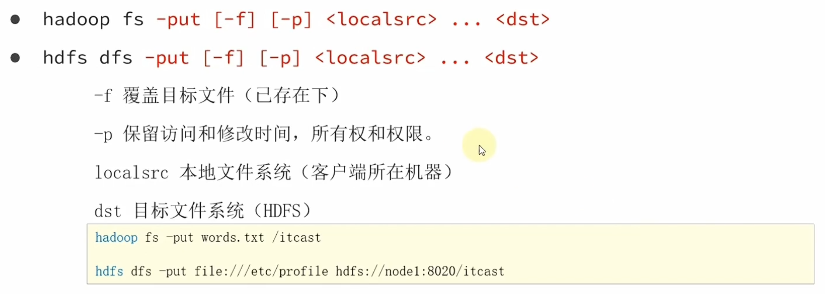 ● hadoop fs -put [-f] [-p] <localsrc> ... <dst>
● hdfs dfs -put [-f] [-p] <localsrc> ... <dst>
-f 覆盖目标文件（已存在下）
-p 保留访问和修改时间，所有权和权限。
localsrc 本地文件系统（客户端所在机器）
dst 目标文件系统（HDFS）
hadoop fs -put words.txt /itcast
hdfs dfs -put file:///etc/profile hdfs://node1:8020/itcast